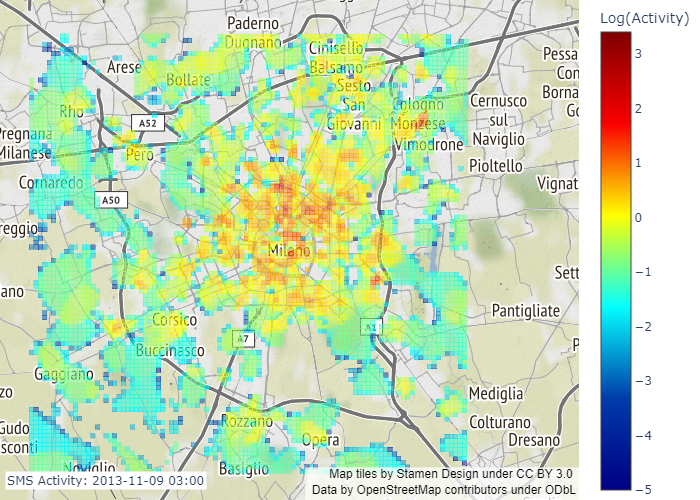 Log(Activity)
Paderno
Dugnano
Cinisello
Balsamo
Arese
Bollate
Sesto
San
Giovanni
Pessa
Con
Borna
Go
Rho
A52
Cologno
Monzese
Cernusco
sul
Naviglio
Pregnana
Milanese
Pero
Vimodrone
Pioltello
Cornaredo
A50
Vignat
reggio
Milano
Sett
ano
Pantigliate
Corsico
A7
A1
Buccinasco
P
Gaggiano
zo
Mediglia
Rozzano
Colturano
Gudo
sconti
Opera
Dresano
Noviglio
Basiglio
SMS Activity: 2013-11-09 03:00
Map tiles by Stamen Design under CC BY 3.0
Data by OpenStreetMap contributors under ODbL
3
2
1
0
−1
−2
−3
−4
−5